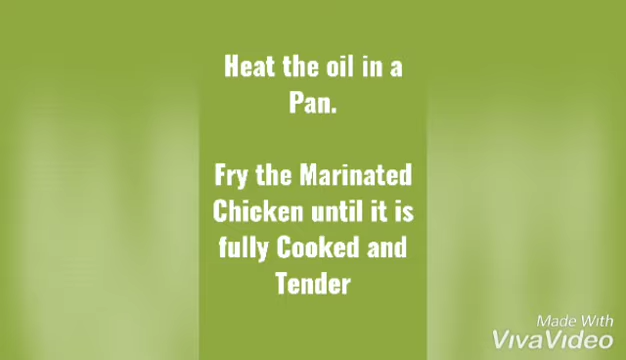 Heat the oil in a
Pan.
Fry the Marinated
Chicken until it is
fully Cooked and
Tender
Made With
VivaVideo